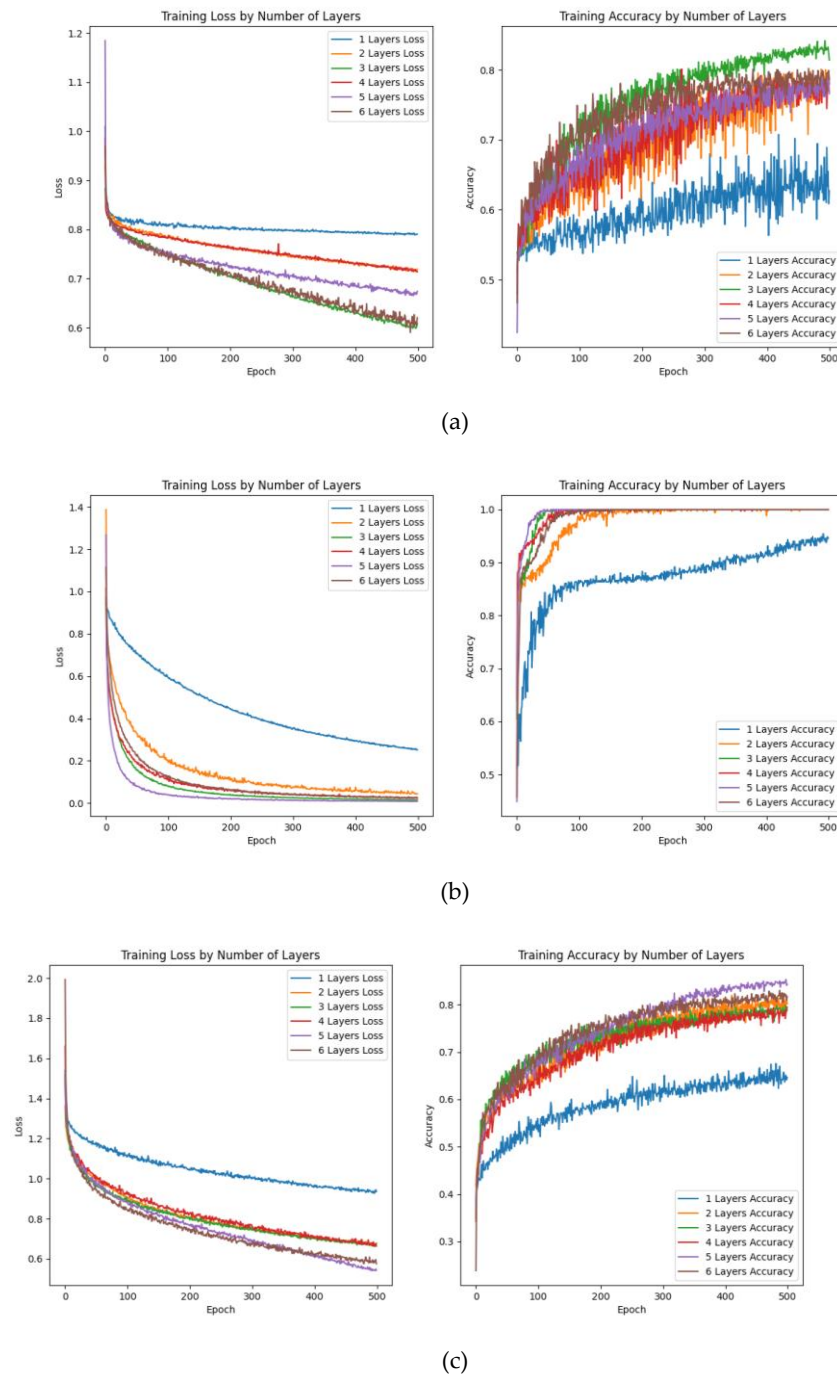 Training Loss by Number of Layers
1.2
1.1
1.0
0.9
0.8
0.7
0.6
Loss
0 100 200 300 400 500
Epoch
1 Layers Loss
2 Layers Loss
3 Layers Loss
4 Layers Loss
5 Layers Loss
6 Layers Loss
Training Accuracy by Number of Layers
0.8
0.7
0.6
0.5
Accuracy
0 100 200 300 400 500
Epoch
1 Layers Accuracy
2 Layers Accuracy
3 Layers Accuracy
4 Layers Accuracy
5 Layers Accuracy
6 Layers Accuracy
(a)
Training Loss by Number of Layers
1.4
1.2
1.0
0.8
0.6
0.4
0.2
0.0
Loss
0 100 200 300 400 500
Epoch
1 Layers Loss
2 Layers Loss
3 Layers Loss
4 Layers Loss
5 Layers Loss
6 Layers Loss
Training Accuracy by Number of Layers
1.0
0.9
0.8
0.7
0.6
0.5
Accuracy
0 100 200 300 400 500
Epoch
1 Layers Accuracy
2 Layers Accuracy
3 Layers Accuracy
4 Layers Accuracy
5 Layers Accuracy
6 Layers Accuracy
(b)
Training Loss by Number of Layers
2.0
1.8
1.6
1.4
1.2
1.0
0.8
0.6
Loss
0 100 200 300 400 500
Epoch
1 Layers Loss
2 Layers Loss
3 Layers Loss
4 Layers Loss
5 Layers Loss
6 Layers Loss
Training Accuracy by Number of Layers
0.8
0.7
0.6
0.5
0.4
0.3
Accuracy
0 100 200 300 400 500
Epoch
1 Layers Accuracy
2 Layers Accuracy
3 Layers Accuracy
4 Layers Accuracy
5 Layers Accuracy
6 Layers Accuracy
(c)